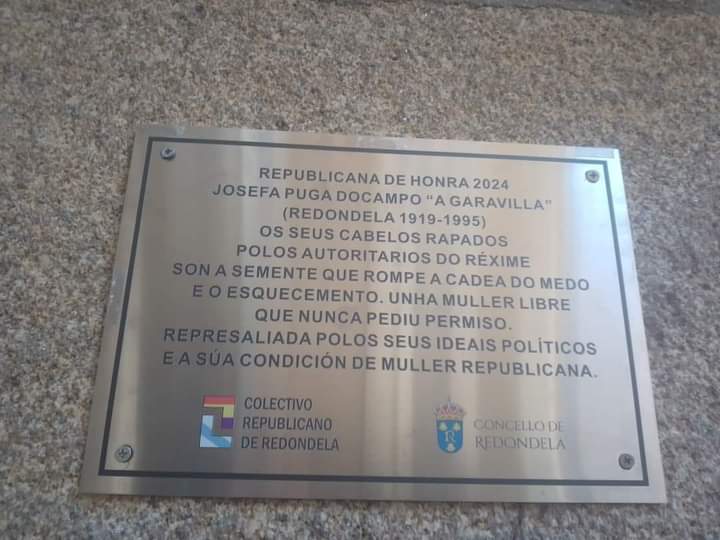 REPUBLICANA DE HONRA 2024
JOSEFA PUGA DOCAMPO “A GARAVILLA”
(REDONDELA 1919-1995)
OS SEUS CABELOS RAPADOS
POLOS AUTORITARIOS DO RÉXIME
SON A SEMENTE QUE ROMPE A CADEA DO MEDO
E O ESQUECEMENTO. UNHA MULLER LIBRE
QUE NUNCA PEDIU PERMISO.
REPRESALIADA POLOS SEUS IDEAIS POLÍTICOS
E A SÚA CONDICIÓN DE MULLER REPUBLICANA.
COLECTIVO
REPUBLICANO
DE REDONDELA
R
CONCELLO DE
REDONDELA